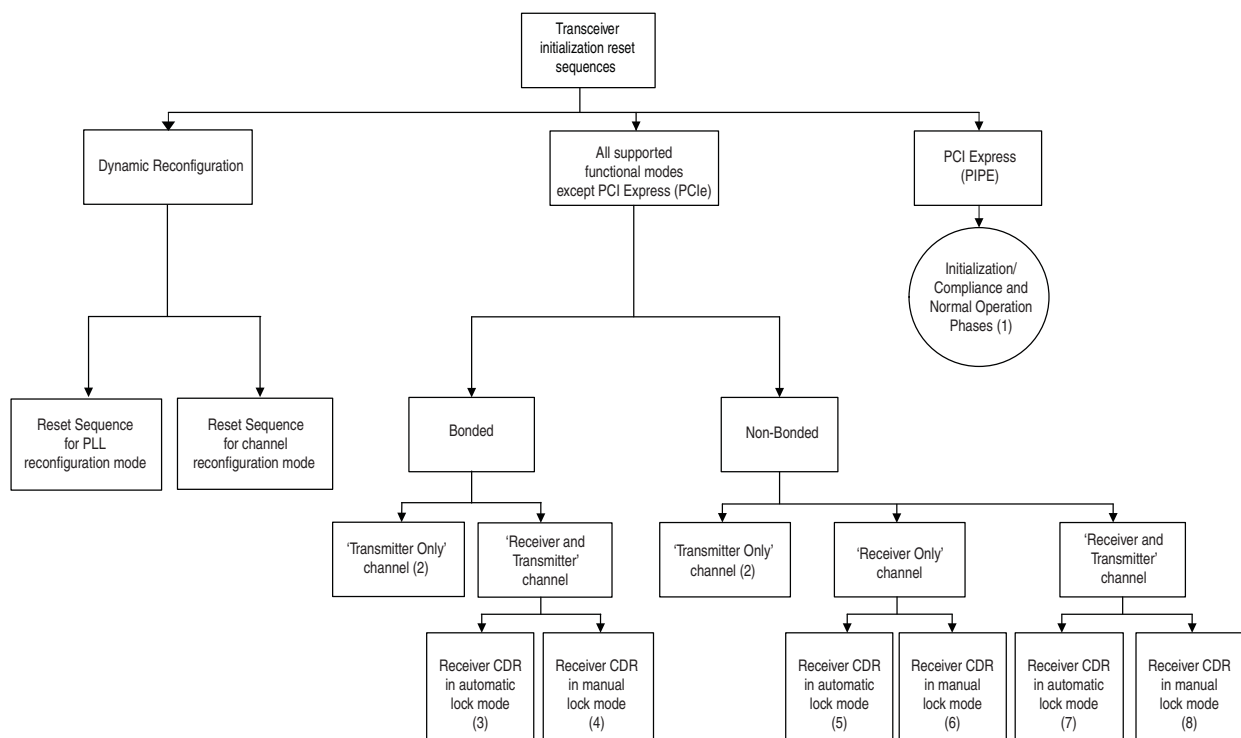 Transceiver
initialization reset
sequences
Dynamic Reconfiguration
All supported
functional modes
except PCI Express (PCIe)
PCI Express
(PIPE)
Initialization/
Compliance and
Normal Operation
Phases (1)
Reset Sequence
for PLL
reconfiguration mode
Reset Sequence
for channel
reconfiguration mode
Bonded
Non-Bonded
‘Transmitter Only’
channel (2)
‘Receiver and
Transmitter’
channel
‘Transmitter Only’
channel (2)
‘Receiver Only’
channel
‘Receiver and
Transmitter’
channel
Receiver CDR
in automatic
lock mode
(3)
Receiver CDR
in manual
lock mode
(4)
Receiver CDR
in automatic
lock mode
(5)
Receiver CDR
in manual
lock mode
(6)
Receiver CDR
in automatic
lock mode
(7)
Receiver CDR
in manual
lock mode
(8)